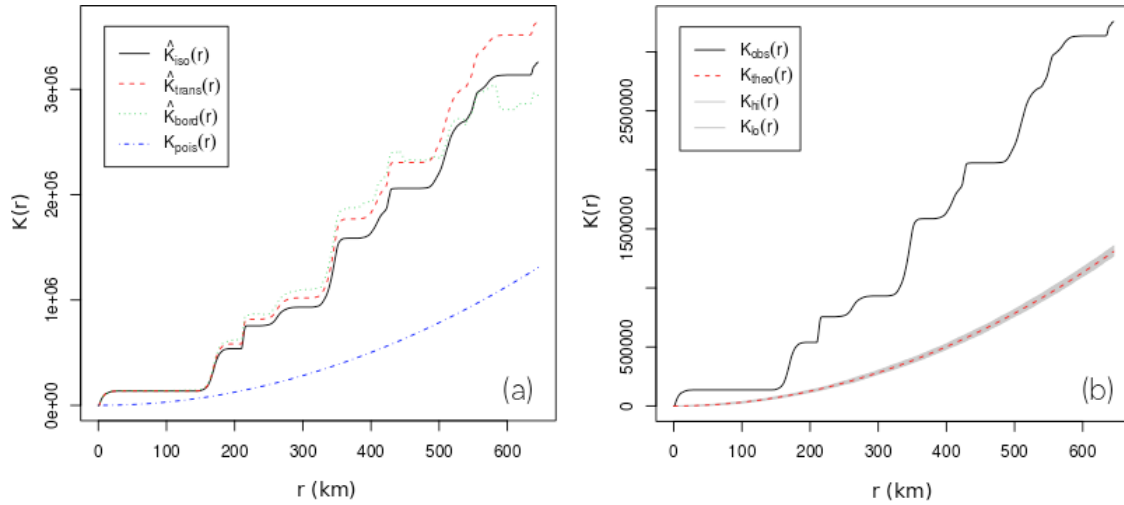 K̂iso(r)
K̂trans(r)
K̂bord(r)
Kpois(r)
K(r)
0e+00 1e+06 2e+06 3e+06
0 100 200 300 400 500 600
r (km)
(a)
Kobs(r)
Ktheo(r)
Khi(r)
Klo(r)
K(r)
0 500000 1500000 2500000
0 100 200 300 400 500 600
r (km)
(b)